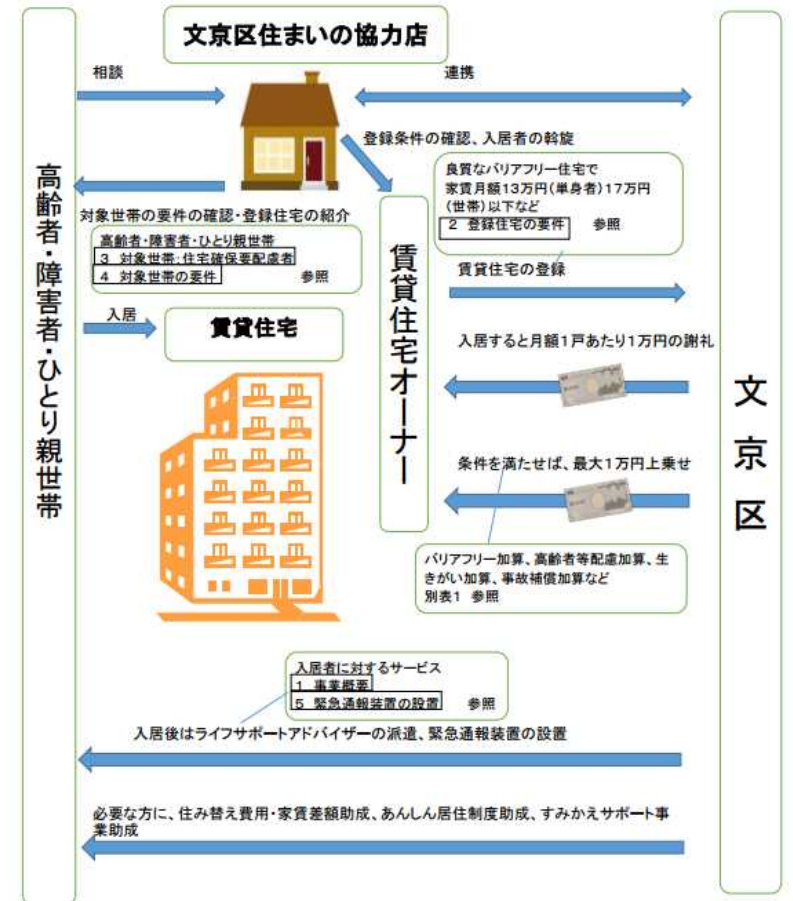 文京区住まいの協力店
相談
連携
登録条件の確認、入居者の斡旋
良質なバリアフリー住宅で
家賃月額13万円(単身者)17万円
(世帯)以下など
2 登録住宅の要件 参照
対象世帯の要件の確認・登録住宅の紹介
高齢者・障害者・ひとり親世帯
3 対象世帯:住宅確保要配慮者
4 対象世帯の要件 参照
高齢者・障害者・ひとり親世帯
賃貸住宅オーナー
文京区
賃貸住宅の登録
入居
賃貸住宅
入居すると月額1戸あたり1万円の謝礼
条件を満たせば、最大1万円上乗せ
バリアフリー加算、高齢者等配慮加算、生
きがい加算、事故補償加算など
別表1 参照
入居者に対するサービス
1 事業概要
5 緊急通報装置の設置 参照
入居後はライフサポートアドバイザーの派遣、緊急通報装置の設置
必要な方に、住み替え費用・家賃差額助成、あんしん居住制度助成、すみかえサポート事
業助成